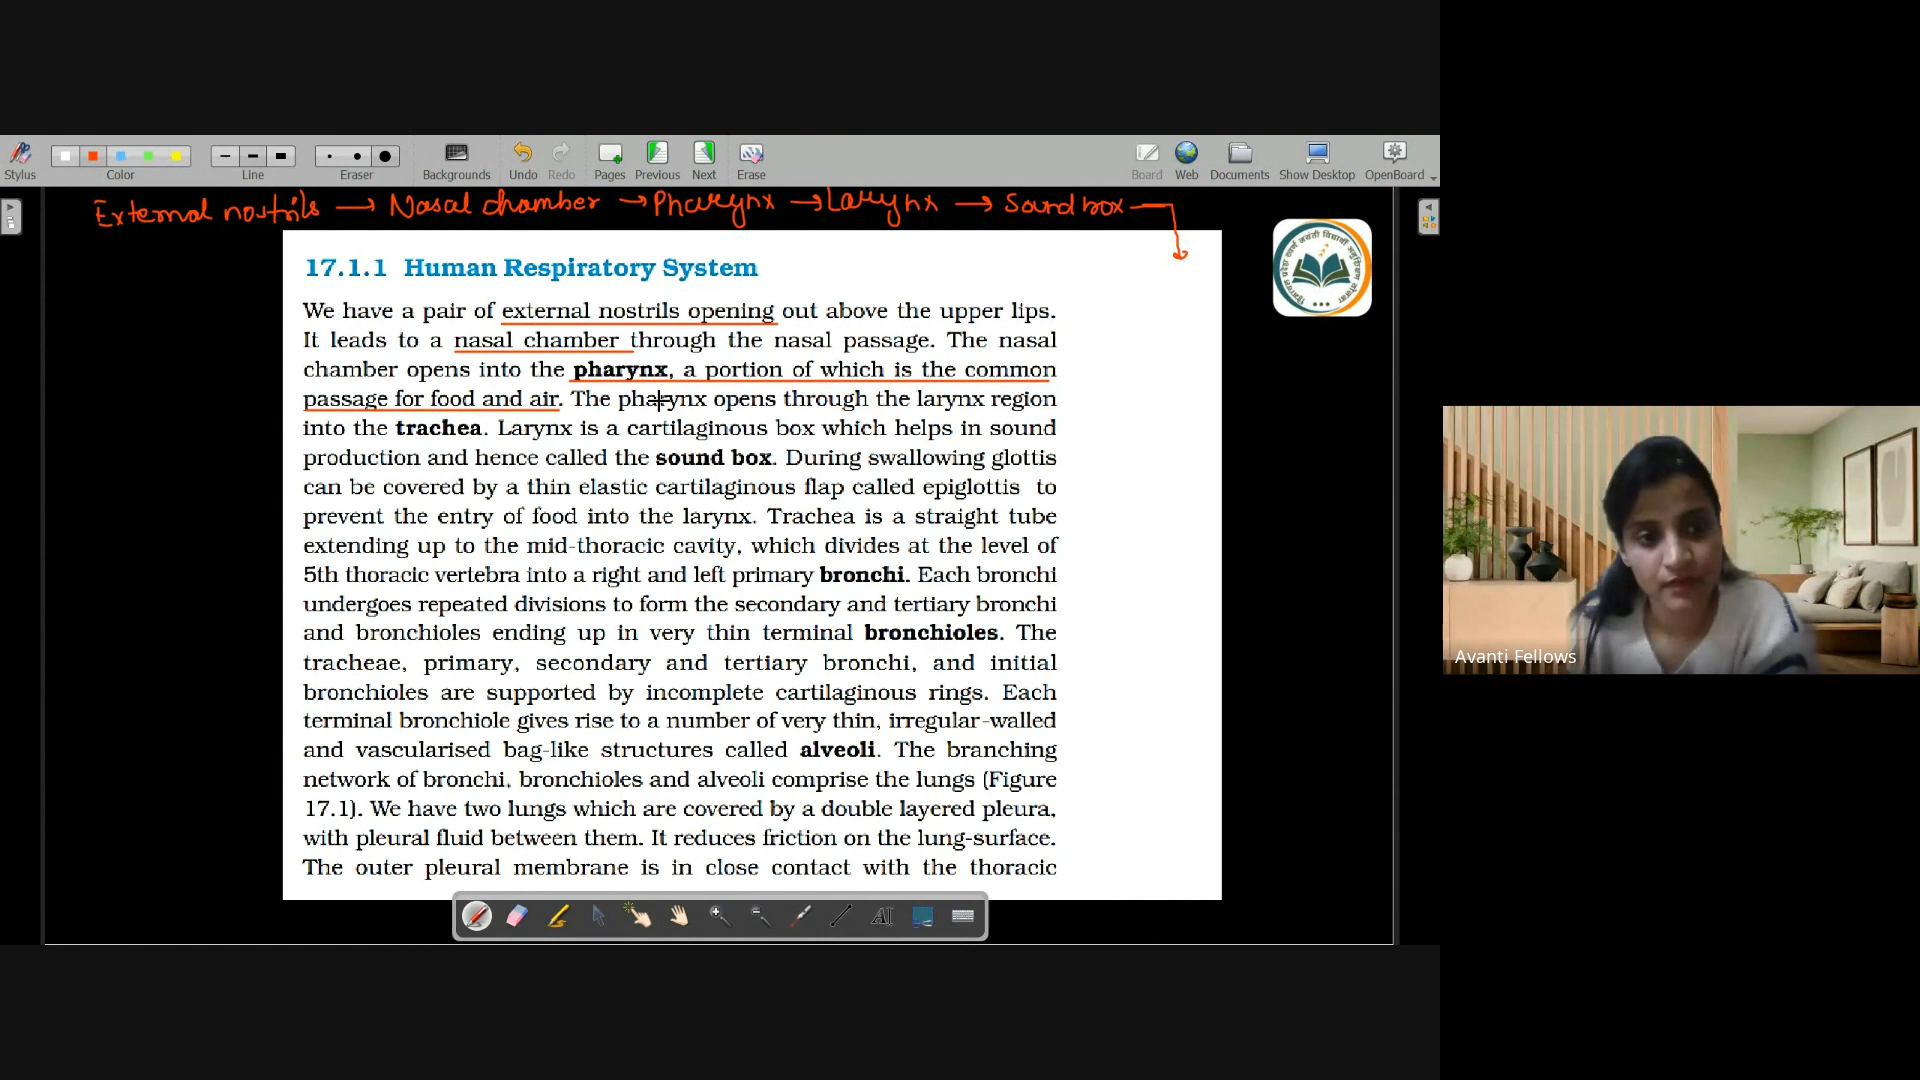 Stylus
Color
Line
Eraser
Backgrounds
Undo
Redo
Pages
Previous
Next
Erase
Board
Web
Documents
Show Desktop
OpenBoard
External nostrils → Nasal chamber → Pharynx → Larynx → Sound box
17.1.1 Human Respiratory System
We have a pair of external nostrils opening out above the upper lips.
It leads to a nasal chamber through the nasal passage. The nasal
chamber opens into the pharynx, a portion of which is the common
passage for food and air. The pharynx opens through the larynx region
into the trachea. Larynx is a cartilaginous box which helps in sound
production and hence called the sound box. During swallowing glottis
can be covered by a thin elastic cartilaginous flap called epiglottis to
prevent the entry of food into the larynx. Trachea is a straight tube
extending up to the mid-thoracic cavity, which divides at the level of
5th thoracic vertebra into a right and left primary bronchi. Each bronchi
undergoes repeated divisions to form the secondary and tertiary bronchi
and bronchioles ending up in very thin terminal bronchioles. The
tracheae, primary, secondary and tertiary bronchi, and initial
bronchioles are supported by incomplete cartilaginous rings. Each
terminal bronchiole gives rise to a number of very thin, irregular-walled
and vascularised bag-like structures called alveoli. The branching
network of bronchi, bronchioles and alveoli comprise the lungs (Figure
17.1). We have two lungs which are covered by a double layered pleura,
with pleural fluid between them. It reduces friction on the lung-surface.
The outer pleural membrane is in close contact with the thoracic
AI
Avanti Fellows